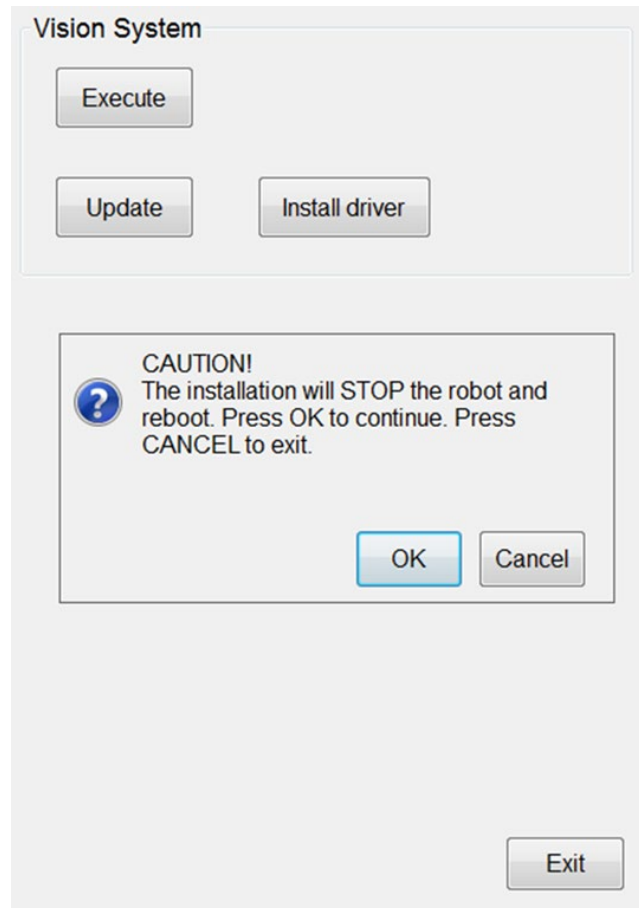 Vision System
Execute
Update
Install driver
CAUTION!
The installation will STOP the robot and
reboot. Press OK to continue. Press
CANCEL to exit.
OK
Cancel
Exit